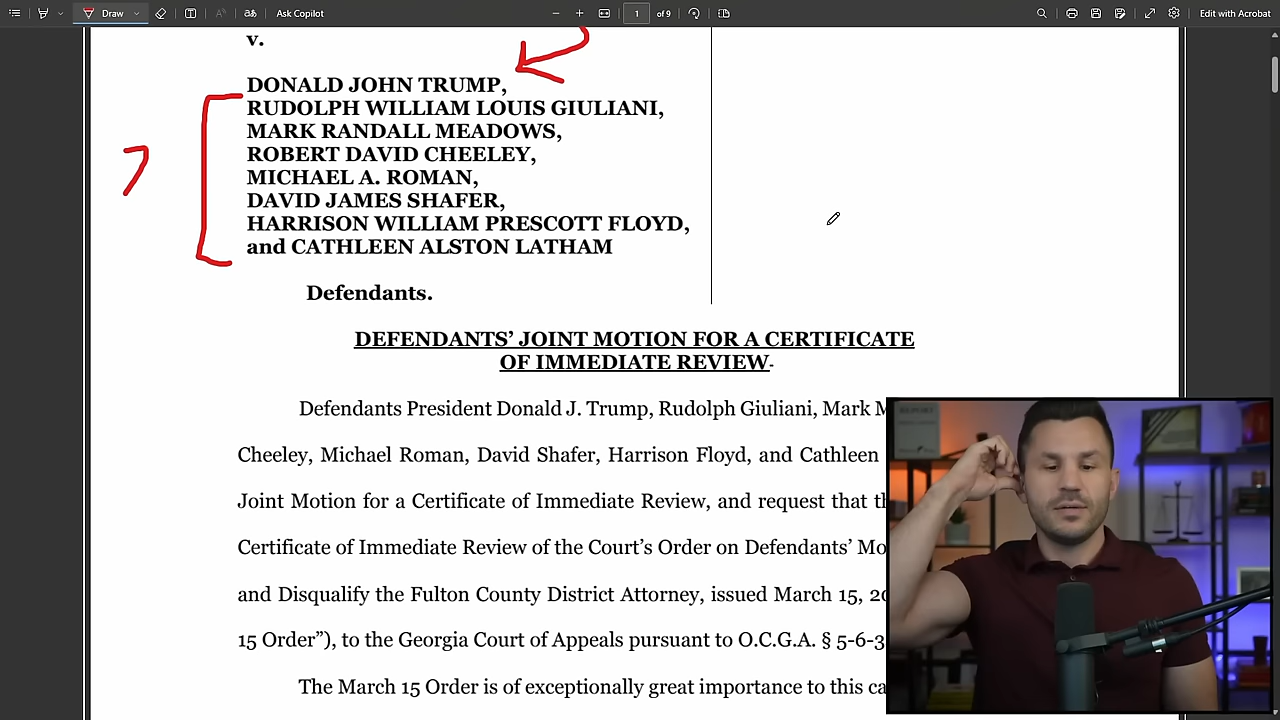 Draw
Ask Copilot
1 of 9
Edit with Acrobat
v.
DONALD JOHN TRUMP,
RUDOLPH WILLIAM LOUIS GIULIANI,
MARK RANDALL MEADOWS,
ROBERT DAVID CHEELEY,
MICHAEL A. ROMAN,
DAVID JAMES SHAFER,
HARRISON WILLIAM PRESCOTT FLOYD,
and CATHLEEN ALSTON LATHAM
7
Defendants.
DEFENDANTS’ JOINT MOTION FOR A CERTIFICATE
OF IMMEDIATE REVIEW
Defendants President Donald J. Trump, Rudolph Giuliani, Mark M
Cheeley, Michael Roman, David Shafer, Harrison Floyd, and Cathleen
Joint Motion for a Certificate of Immediate Review, and request that th
Certificate of Immediate Review of the Court’s Order on Defendants’ Mo
and Disqualify the Fulton County District Attorney, issued March 15, 20
15 Order”), to the Georgia Court of Appeals pursuant to O.C.G.A. § 5-6-3
The March 15 Order is of exceptionally great importance to this ca